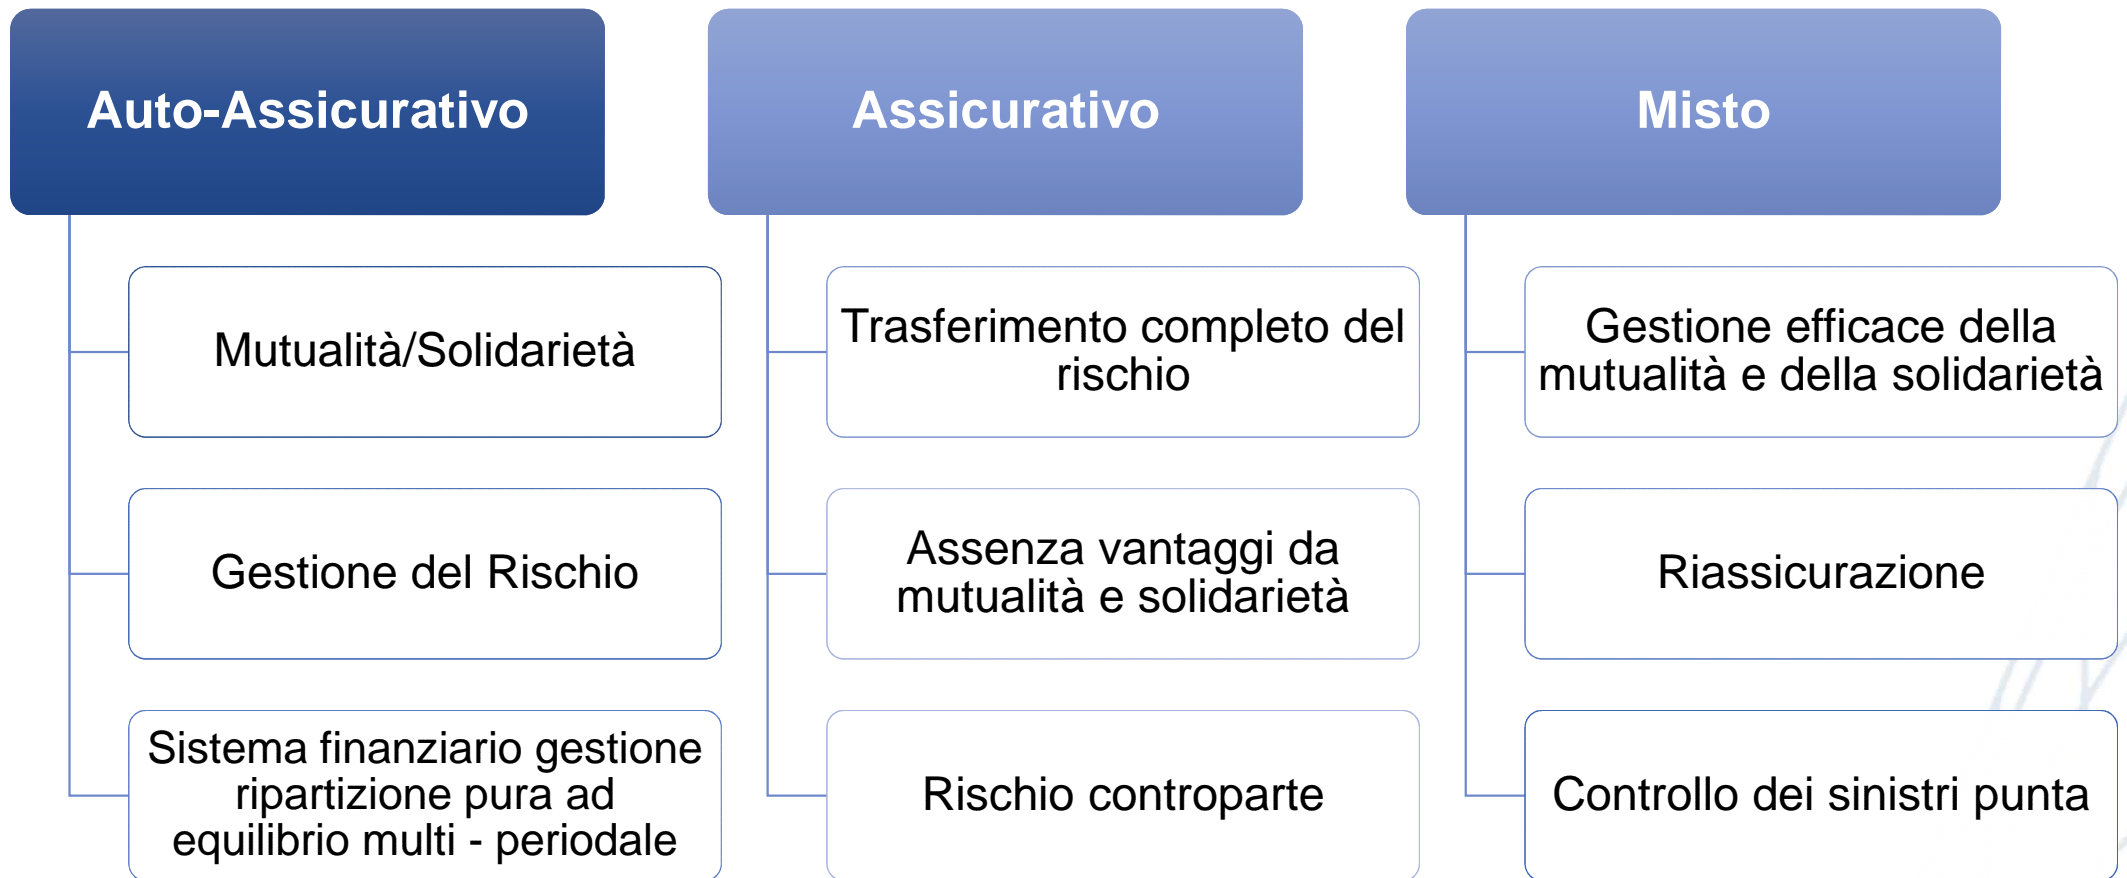 Auto-Assicurativo
Mutualità/Solidarietà
Gestione del Rischio
Sistema finanziario gestione
ripartizione pura ad
equilibrio multi - periodale
Assicurativo
Trasferimento completo del
rischio
Assenza vantaggi da
mutualità e solidarietà
Rischio controparte
Misto
Gestione efficace della
mutualità e della solidarietà
Riassicurazione
Controllo dei sinistri punta